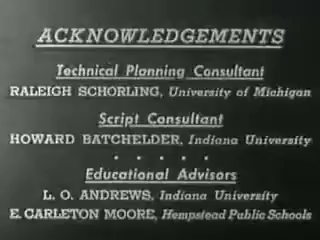 ACKNOWLEDGEMENTS
Technical Planning Consultant
RALEIGH SCHORLING, University of Michigan
Script Consultant
HOWARD BATCHELDER, Indiana University
. . . . .
Educational Advisors
L. O. ANDREWS, Indiana University
E. CARLETON MOORE, Hempstead Public Schools